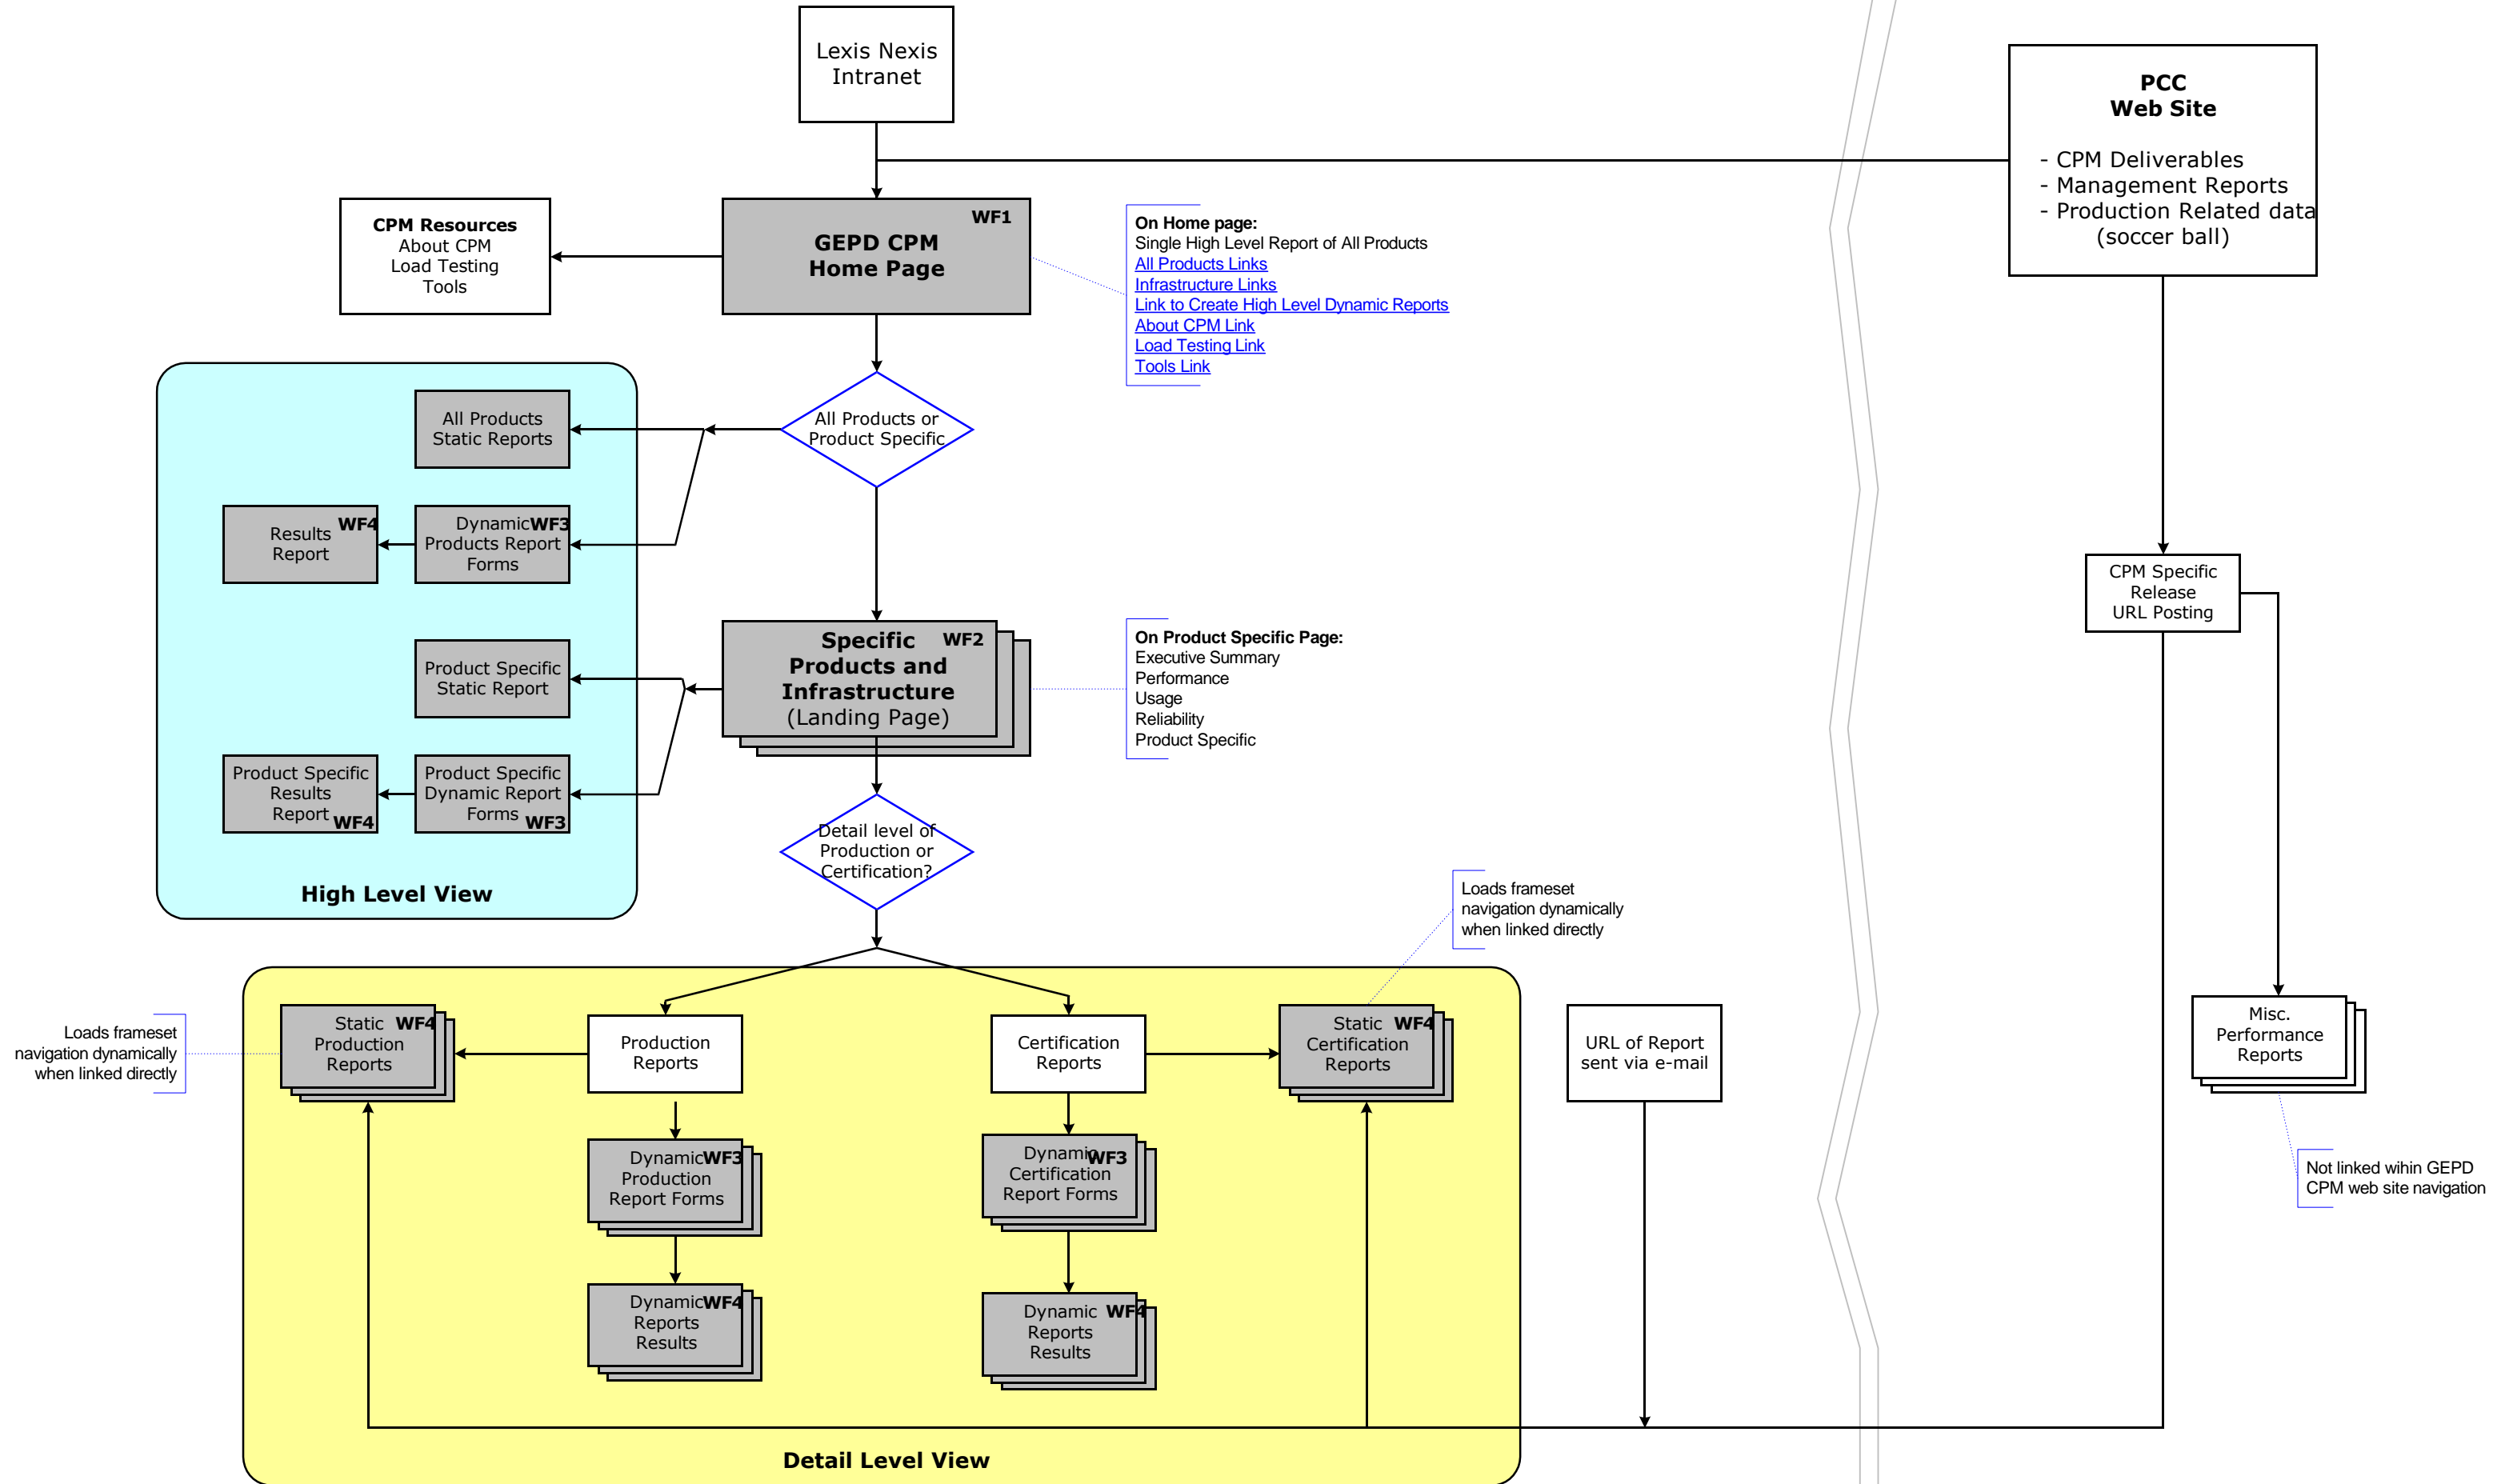 Lexis Nexis
Intranet
PCC
Web Site
- CPM Deliverables
- Management Reports
- Production Related data
(soccer ball)
CPM Resources
About CPM
Load Testing
Tools
WF1
GEPD CPM
Home Page
On Home page:
Single High Level Report of All Products
All Products Links
Infrastructure Links
Link to Create High Level Dynamic Reports
About CPM Link
Load Testing Link
Tools Link
All Products
Static Reports
All Products or
Product Specific
Results
Report
WF4
Dynamic
Products Report
Forms
WF3
CPM Specific
Release
URL Posting
Product Specific
Static Report
Specific
Products and
Infrastructure
(Landing Page)
WF2
On Product Specific Page:
Executive Summary
Performance
Usage
Reliability
Product Specific
Product Specific
Results
Report
WF4
Product Specific
Dynamic Report
Forms
WF3
Detail level of
Production or
Certification?
High Level View
Loads frameset
navigation dynamically
when linked directly
Loads frameset
navigation dynamically
when linked directly
Static
Production
Reports
WF4
Production
Reports
Certification
Reports
Static
Certification
Reports
WF4
URL of Report
sent via e-mail
Misc.
Performance
Reports
Dynamic
Production
Report Forms
WF3
Dynamic
Certification
Report Forms
WF3
Not linked wihin GEPD
CPM web site navigation
Dynamic
Reports
Results
WF4
Dynamic
Reports
Results
WF4
Detail Level View